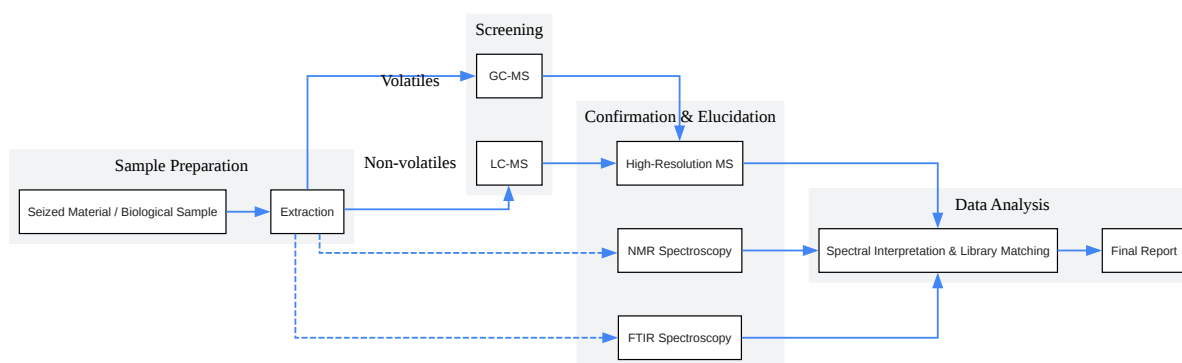 Screening
GC-MS
Volatiles
Confirmation & Elucidation
Sample Preparation
Non-volatiles
LC-MS
High-Resolution MS
Seized Material / Biological Sample
Extraction
Data Analysis
NMR Spectroscopy
Spectral Interpretation & Library Matching
Final Report
FTIR Spectroscopy